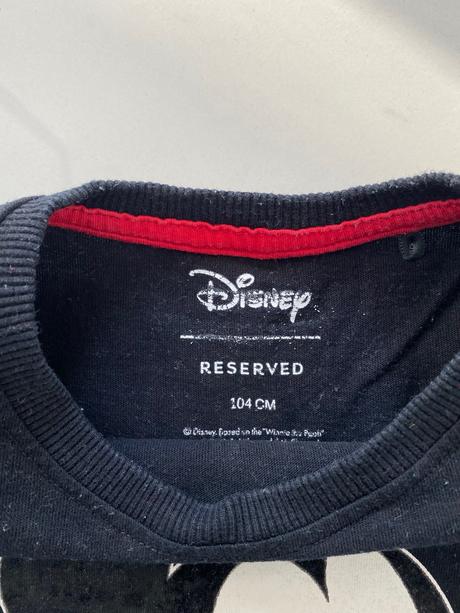 Disney
RESERVED
104 CM
© Disney. Based on the "Winnie the Pooh"